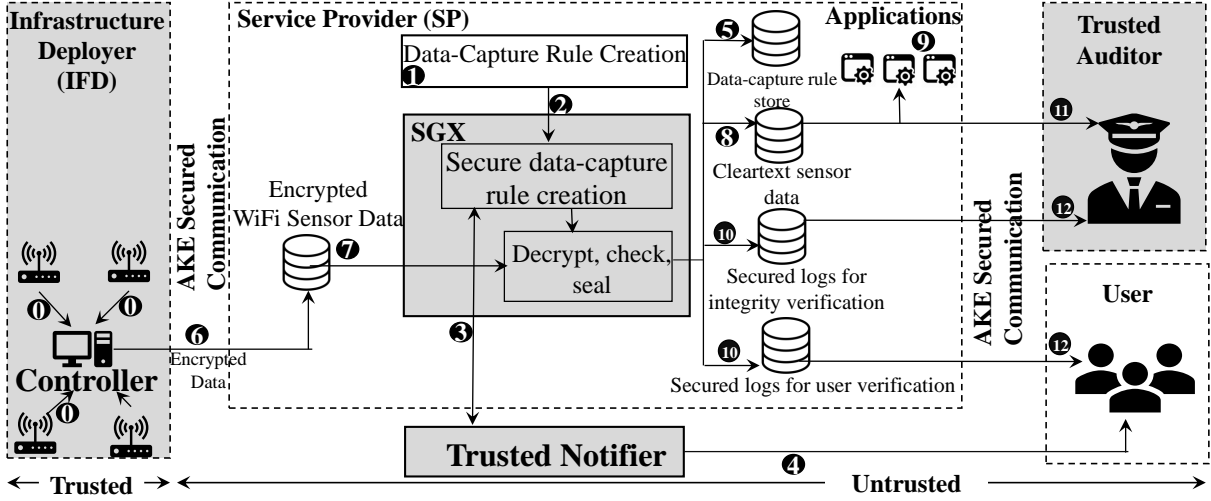 Infrastructure
Deployer
(IFD)
0
0
Controller
0
AKE Secured
Communication
6
Encrypted
Data
Service Provider (SP)
Data-Capture Rule Creation
1
2
SGX
Secure data-capture
rule creation
Encrypted
WiFi Sensor Data
7
Decrypt, check,
seal
3
5
Data-capture rule
store
8
Cleartext sensor
data
10
Secured logs for
integrity verification
10
Secured logs for user verification
Applications
9
AKE Secured
Communication
Trusted
Auditor
11
12
User
12
Trusted Notifier
4
Trusted
Untrusted